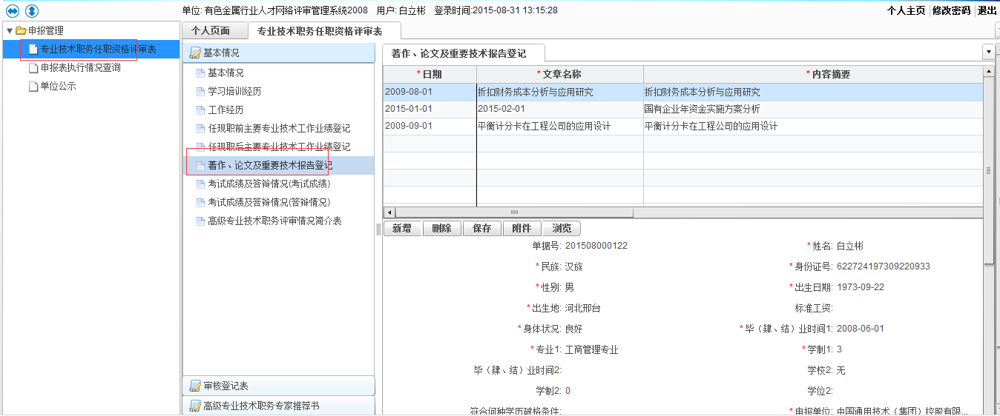 单位: 有色金属行业人才网络评审管理系统2008 用户: 白立彬 登录时间:2015-08-31 13:15:28
个人主页 修改密码 退出
申报管理
专业技术职务任职资格评审表
申报表执行情况查询
单位公示
个人页面 专业技术职务任职资格评审表
基本情况
基本情况
学习培训经历
工作经历
任现职前主要专业技术工作业绩登记
任现职后主要专业技术工作业绩登记
著作、论文及重要技术报告登记
考试成绩及答辩情况(考试成绩)
考试成绩及答辩情况(答辩情况)
高级专业技术职务评审情况简介表
审核登记表
高级专业技术职务专家推荐书
著作、论文及重要技术报告登记
*日期 *文章名称 *内容摘要
2009-08-01 折扣财务成本分析与应用研究 折扣财务成本分析与应用研究
2015-01-01 2015-02-01 国有企业年资金实施方案分析
2009-09-01 平衡计分卡在工程公司的应用设计 平衡计分卡在工程公司的应用设计
新增 删除 保存 附件 浏览
单据号: 201508000122 *姓名: 白立彬
*民族: 汉族 *身份证号: 622724197309220933
*性别: 男 *出生日期: 1973-09-22
*出生地: 河北邢台 标准工资:
*身体状况: 良好 *毕（肄、结）业时间1: 2008-06-01
*专业1: 工商管理专业 *学制1: 3
毕（肄、结）业时间2: 学校2: 无
学制2: 0 学位2:
符合何种学历破格条件: *申报单位: 中国通用技术（集团）控股有限...